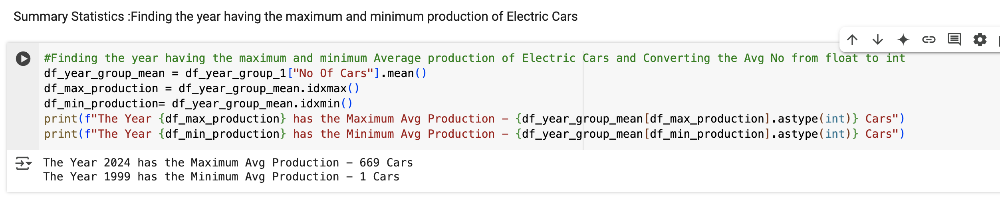 Summary Statistics :Finding the year having the maximum and minimum production of Electric Cars
#Finding the year having the maximum and minimum Average production of Electric Cars and Converting the Avg No from float to int
df_year_group_mean = df_year_group_1["No Of Cars"].mean()
df_max_production = df_year_group_mean.idxmax()
df_min_production= df_year_group_mean.idxmin()
print(f"The Year {df_max_production} has the Maximum Avg Production – {df_year_group_mean[df_max_production].astype(int)} Cars")
print(f"The Year {df_min_production} has the Minimum Avg Production – {df_year_group_mean[df_min_production].astype(int)} Cars")
The Year 2024 has the Maximum Avg Production – 669 Cars
The Year 1999 has the Minimum Avg Production – 1 Cars